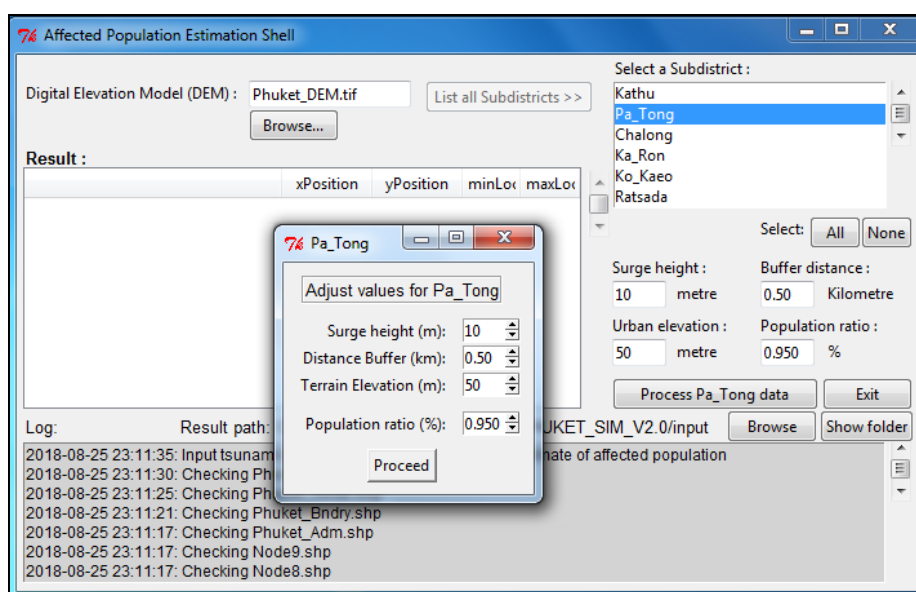 Affected Population Estimation Shell
Digital Elevation Model (DEM) :
Phuket_DEM.tif
List all Subdistricts >>
Browse...
Select a Subdistrict :
Kathu
Pa_Tong
Chalong
Ka_Ron
Ko_Kaeo
Ratsada
Result :
xPosition yPosition minLoc maxLoc
Select: All None
Surge height : Buffer distance :
10 metre 0.50 Kilometre
Urban elevation : Population ratio :
50 metre 0.950 %
Process Pa_Tong data Exit
Pa_Tong
Adjust values for Pa_Tong
Surge height (m): 10
Distance Buffer (km): 0.50
Terrain Elevation (m): 50
Population ratio (%): 0.950
Proceed
Log: Result path: UKET_SIM_V2.0/input Browse Show folder
2018-08-25 23:11:35: Input tsunam nate of affected population
2018-08-25 23:11:30: Checking Ph
2018-08-25 23:11:25: Checking Ph
2018-08-25 23:11:21: Checking Phuket_Bndry.shp
2018-08-25 23:11:17: Checking Phuket_Adm.shp
2018-08-25 23:11:17: Checking Node9.shp
2018-08-25 23:11:17: Checking Node8.shp